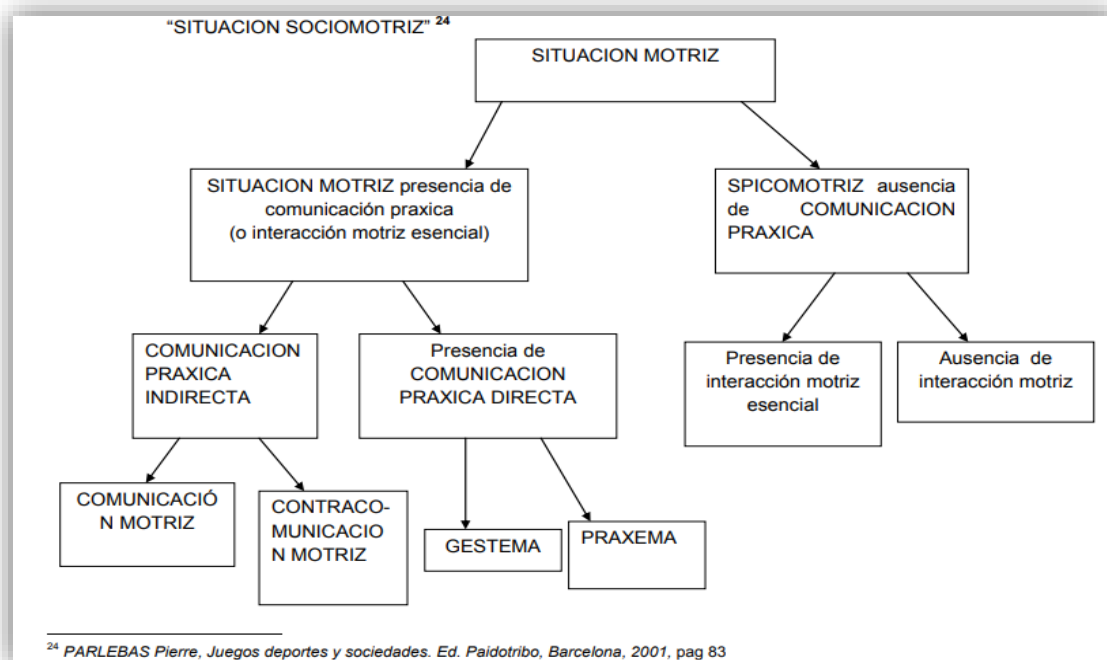 “SITUACION SOCIOMOTRIZ” 24
SITUACION MOTRIZ
SITUACION MOTRIZ presencia de
comunicación praxica
(o interacción motriz esencial)
SPICOMOTRIZ ausencia
de COMUNICACION
PRAXICA
COMUNICACION
PRAXICA
INDIRECTA
Presencia de
COMUNICACION
PRAXICA DIRECTA
Presencia de
interacción motriz
esencial
Ausencia de
interacción motriz
COMUNICACIÓ
N MOTRIZ
CONTRACO-
MUNICACIO
N MOTRIZ
GESTEMA
PRAXEMA
24 PARLEBAS Pierre, Juegos deportes y sociedades. Ed. Paidotribo, Barcelona, 2001, pag 83